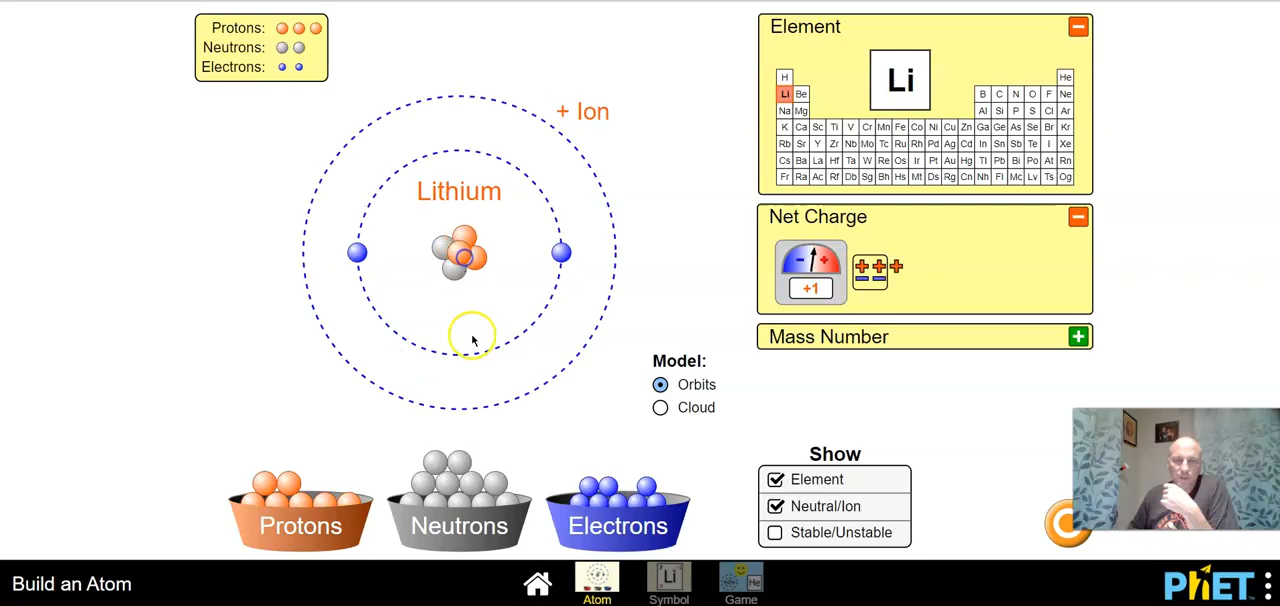 Protons:
Neutrons:
Electrons:
+ Ion
Lithium
Protons
Neutrons
Electrons
Model:
Orbits
Cloud
Element
Li
H He
Li Be B C N O F Ne
Na Mg Al Si P S Cl Ar
K Ca Sc Ti V Cr Mn Fe Co Ni Cu Zn Ga Ge As Se Br Kr
Rb Sr Y Zr Nb Mo Tc Ru Rh Pd Ag Cd In Sn Sb Te I Xe
Cs Ba La Hf Ta W Re Os Ir Pt Au Hg Tl Pb Bi Po At Rn
Fr Ra Ac Rf Db Sg Bh Hs Mt Ds Rg Cn Nh Fl Mc Lv Ts Og
Net Charge
- +
+1
Mass Number
Show
Element
Neutral/Ion
Stable/Unstable
Build an Atom
Atom
Li
Symbol
He
Game
PhET